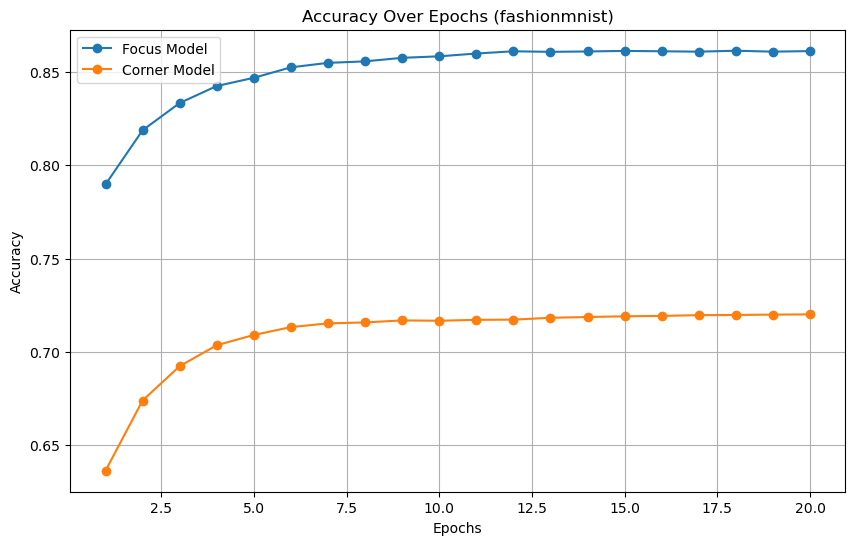 Accuracy Over Epochs (fashionmnist)
Focus Model
Corner Model
0.85
0.80
0.75
0.70
0.65
Accuracy
2.5 5.0 7.5 10.0 12.5 15.0 17.5 20.0
Epochs